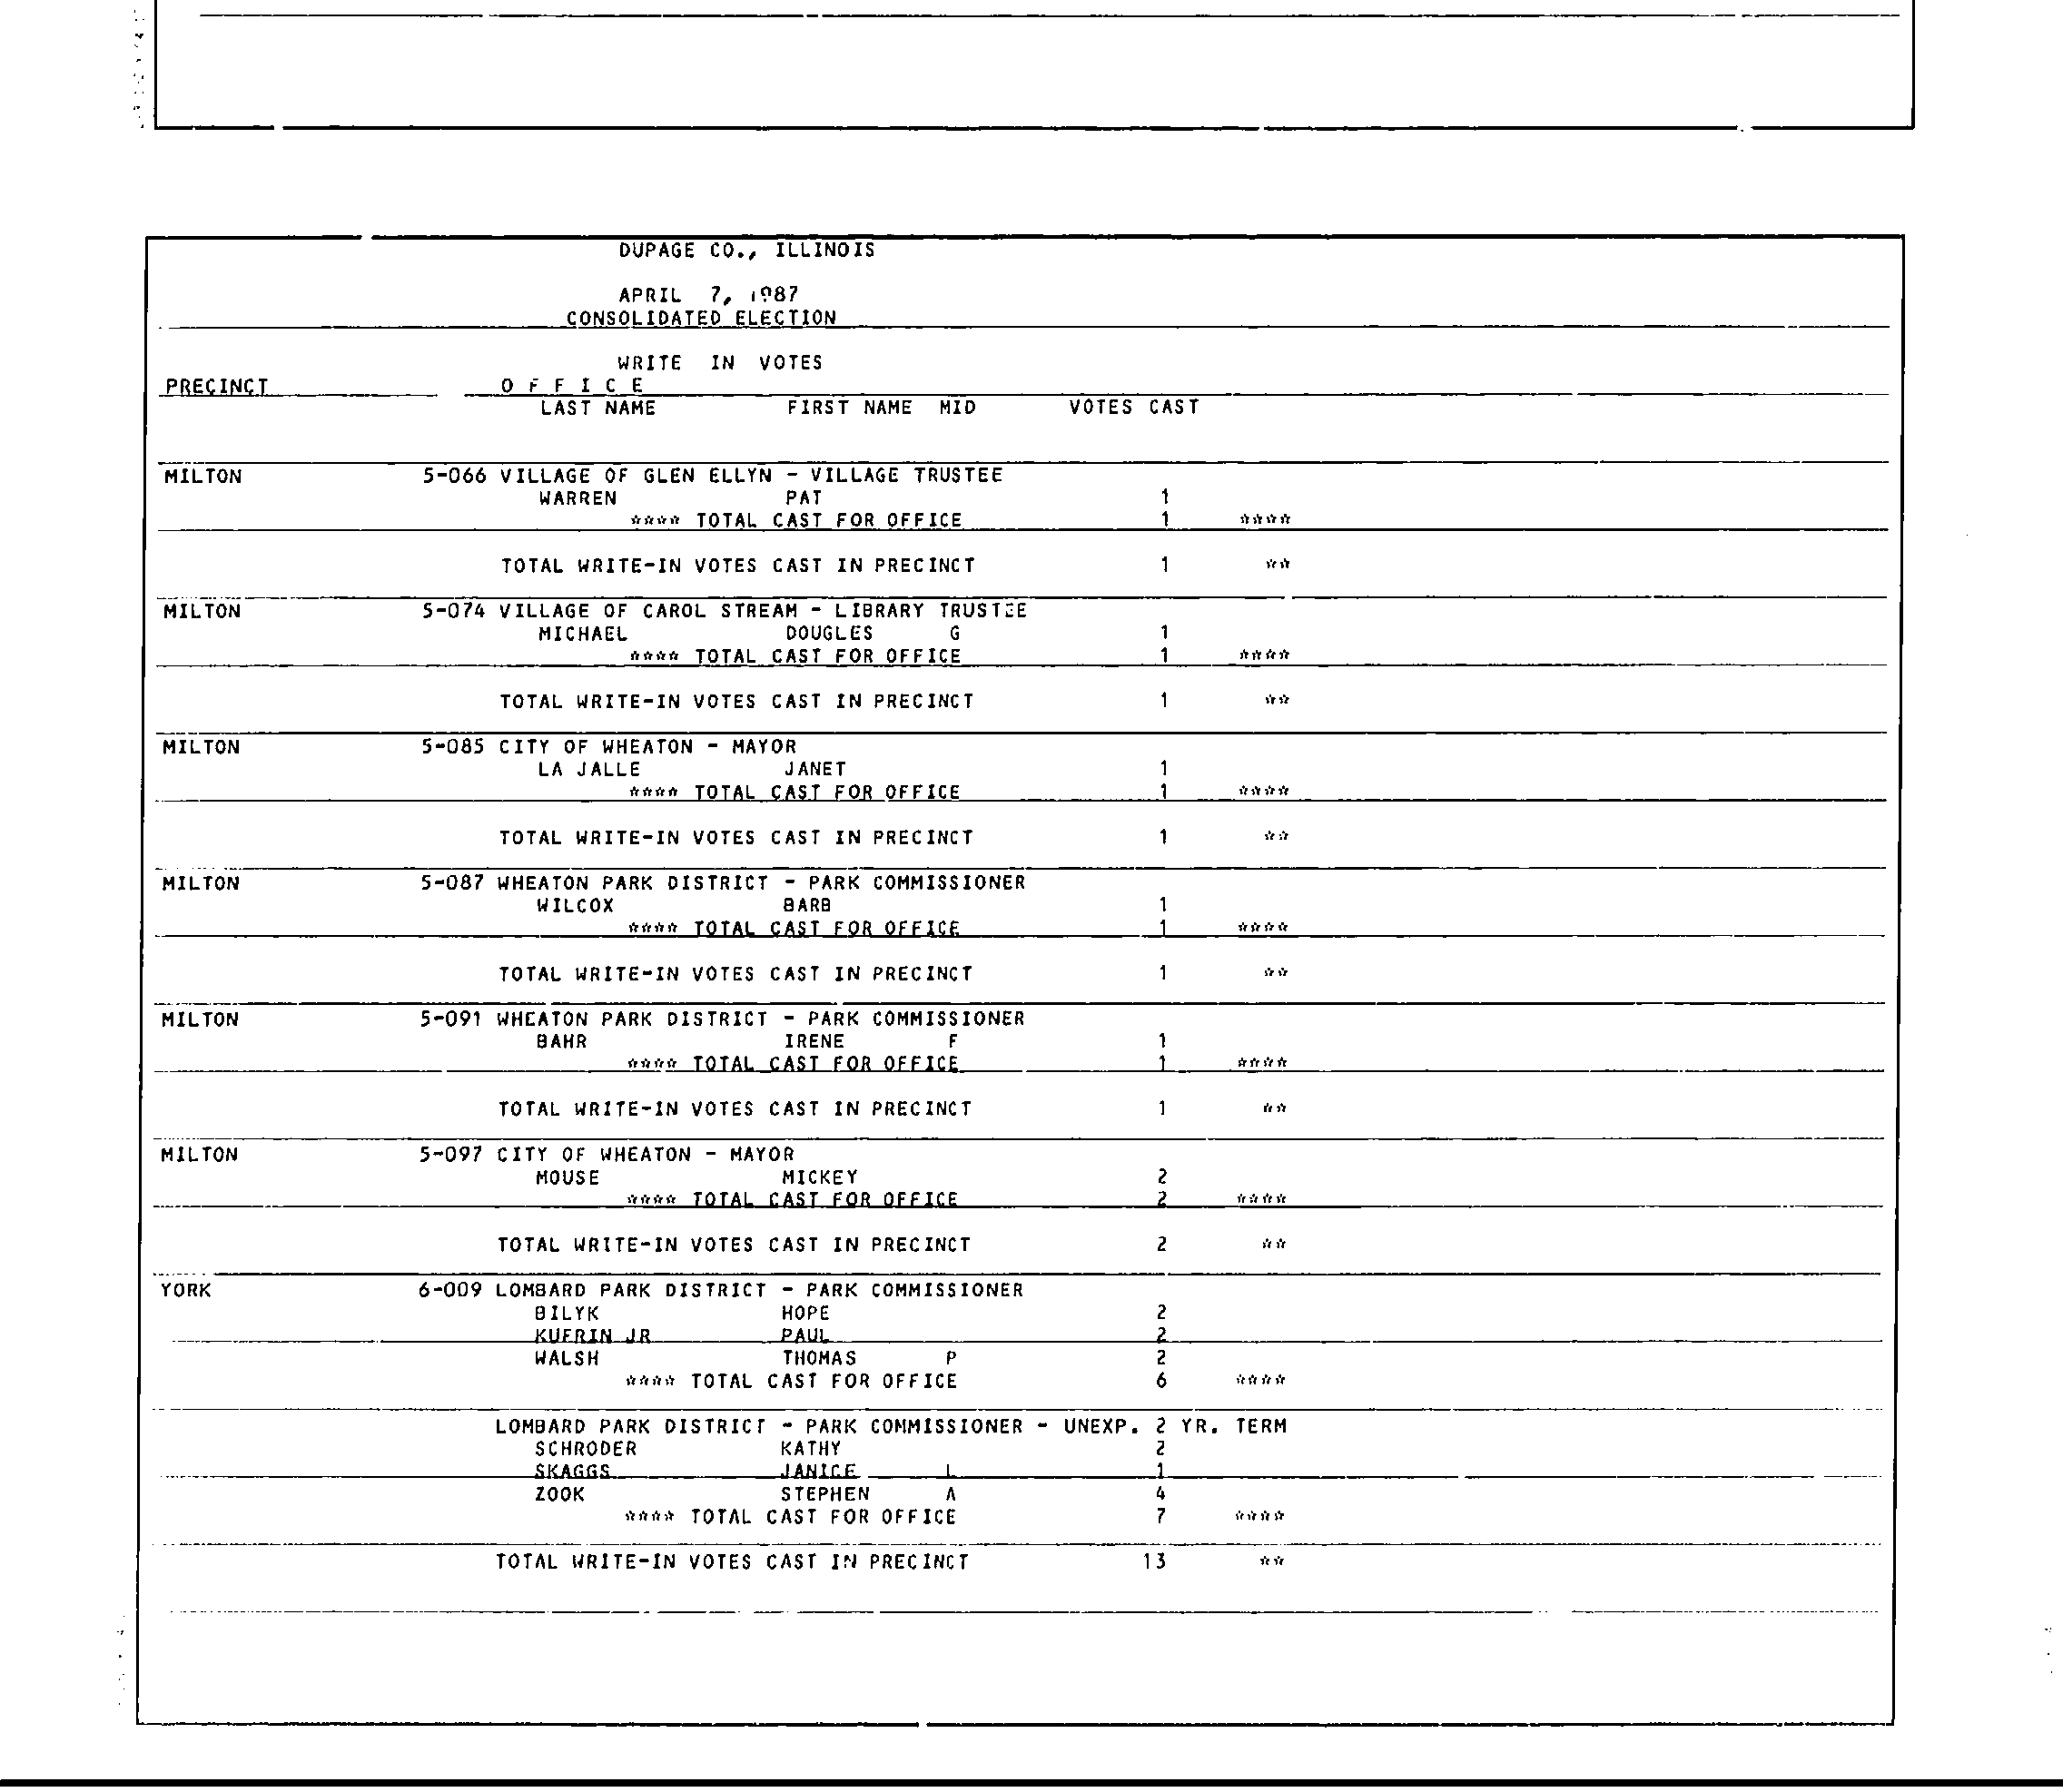 DUPAGE CO., ILLINOIS
APRIL 7, 1987
CONSOLIDATED ELECTION
WRITE IN VOTES
PRECINCT O F F I C E
LAST NAME FIRST NAME MID VOTES CAST
MILTON 5-066 VILLAGE OF GLEN ELLYN - VILLAGE TRUSTEE
WARREN PAT 1
**** TOTAL CAST FOR OFFICE 1 ****
TOTAL WRITE-IN VOTES CAST IN PRECINCT 1 **
MILTON 5-074 VILLAGE OF CAROL STREAM - LIBRARY TRUSTEE
MICHAEL DOUGLES G 1
**** TOTAL CAST FOR OFFICE 1 ****
TOTAL WRITE-IN VOTES CAST IN PRECINCT 1 **
MILTON 5-085 CITY OF WHEATON - MAYOR
LA JALLE JANET 1
**** TOTAL CAST FOR OFFICE 1 ****
TOTAL WRITE-IN VOTES CAST IN PRECINCT 1 **
MILTON 5-087 WHEATON PARK DISTRICT - PARK COMMISSIONER
WILCOX BARB 1
**** TOTAL CAST FOR OFFICE 1 ****
TOTAL WRITE-IN VOTES CAST IN PRECINCT 1 **
MILTON 5-091 WHEATON PARK DISTRICT - PARK COMMISSIONER
BAHR IRENE F 1
**** TOTAL CAST FOR OFFICE 1 ****
TOTAL WRITE-IN VOTES CAST IN PRECINCT 1 **
MILTON 5-097 CITY OF WHEATON - MAYOR
MOUSE MICKEY 2
**** TOTAL CAST FOR OFFICE 2 ****
TOTAL WRITE-IN VOTES CAST IN PRECINCT 2 **
YORK 6-009 LOMBARD PARK DISTRICT - PARK COMMISSIONER
BILYK HOPE 2
KUFRIN JR PAUL 2
WALSH THOMAS P 2
**** TOTAL CAST FOR OFFICE 6 ****
LOMBARD PARK DISTRICT - PARK COMMISSIONER - UNEXP. 2 YR. TERM
SCHRODER KATHY 2
SKAGGS JANICE L 1
ZOOK STEPHEN A 4
**** TOTAL CAST FOR OFFICE 7 ****
TOTAL WRITE-IN VOTES CAST IN PRECINCT 13 **